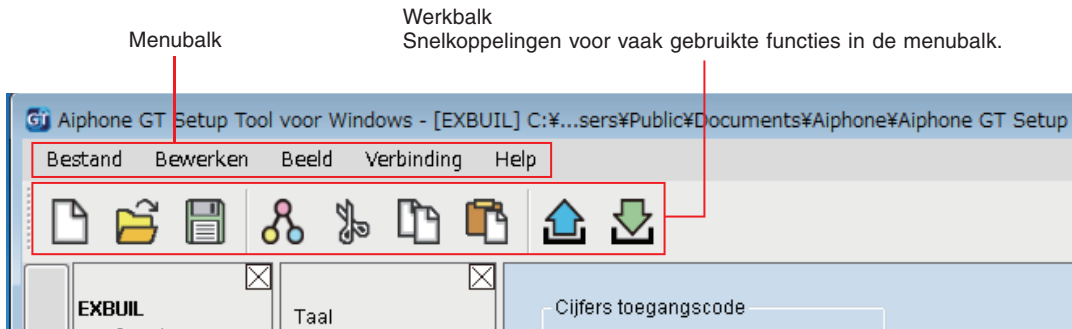 Werkbalk
Menubalk
Snelkoppelingen voor vaak gebruikte functies in de menubalk.
Aiphone GT Setup Tool voor Windows - [EXBUIL] C:¥...sers¥Public¥Documents¥Aiphone¥Aiphone GT Setup
Bestand Bewerken Beeld Verbinding Help
EXBUIL
Taal
Cijfers toegangscode